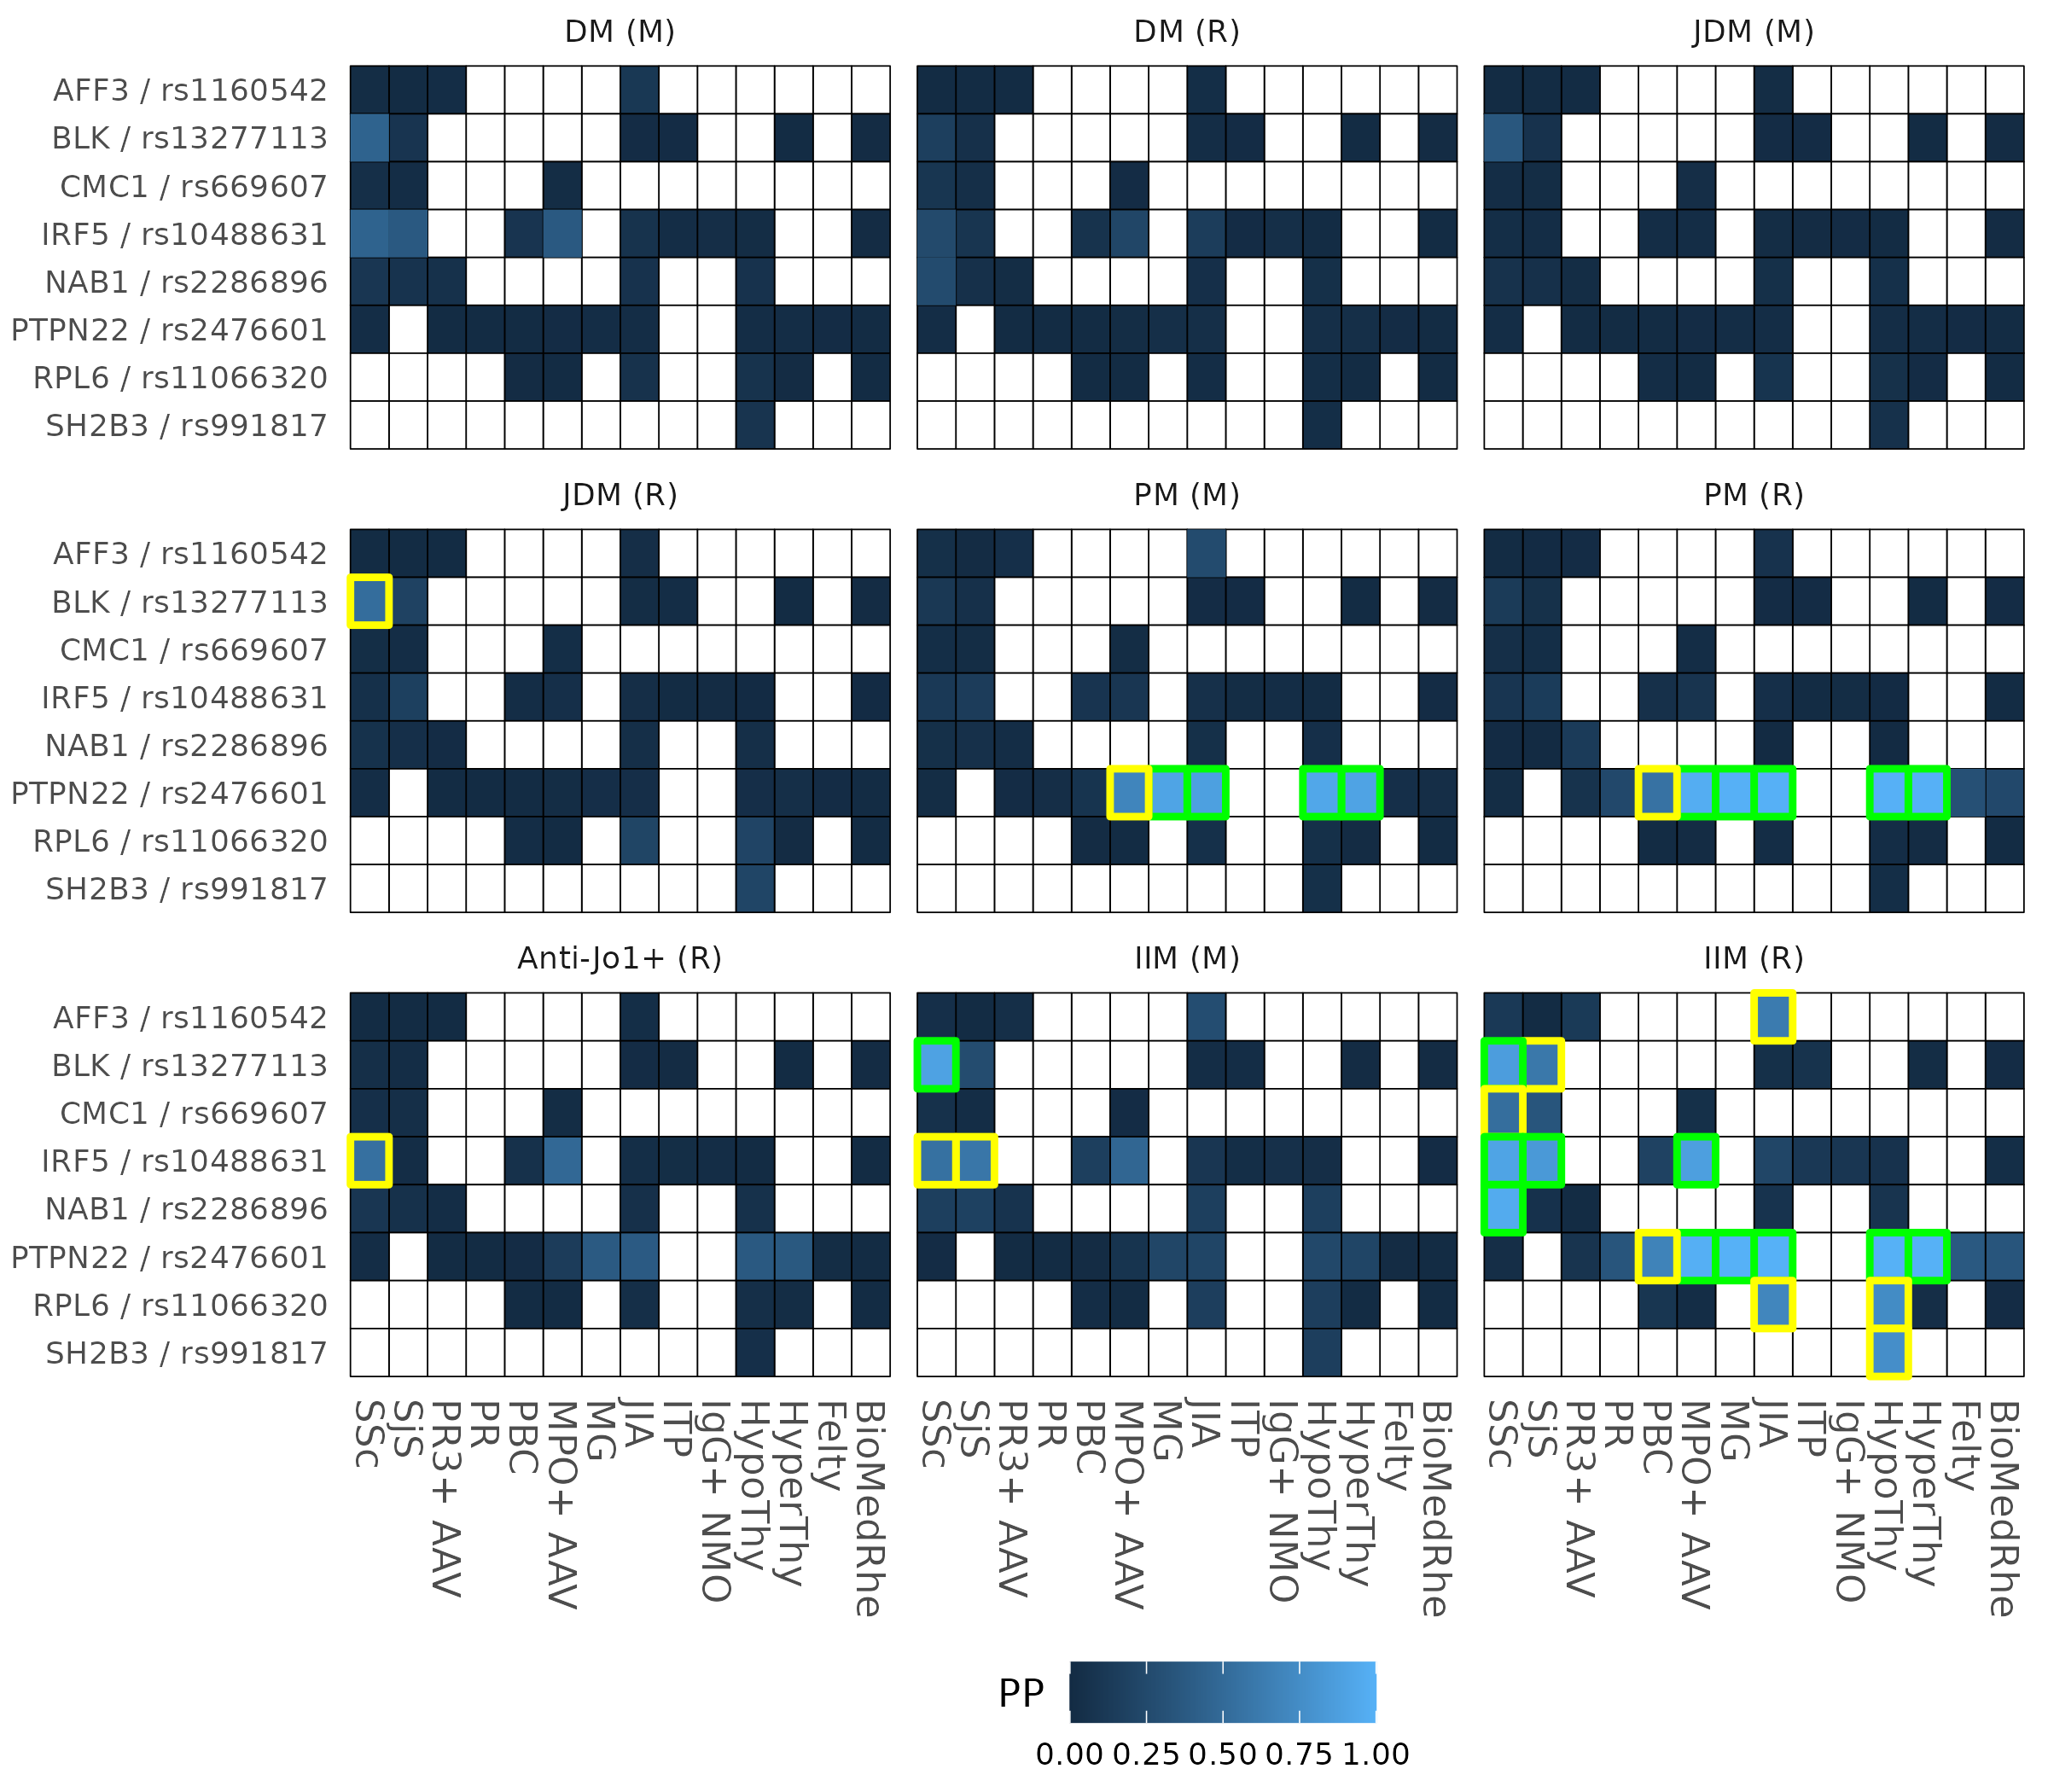 DM (M)
DM (R)
JDM (M)
AFF3 / rs1160542
BLK / rs13277113
CMC1 / rs669607
IRF5 / rs10488631
NAB1 / rs2286896
PTPN22 / rs2476601
RPL6 / rs11066320
SH2B3 / rs991817
JDM (R)
PM (M)
PM (R)
AFF3 / rs1160542
BLK / rs13277113
CMC1 / rs669607
IRF5 / rs10488631
NAB1 / rs2286896
PTPN22 / rs2476601
RPL6 / rs11066320
SH2B3 / rs991817
Anti-Jo1+ (R)
IIM (M)
IIM (R)
AFF3 / rs1160542
BLK / rs13277113
CMC1 / rs669607
IRF5 / rs10488631
NAB1 / rs2286896
PTPN22 / rs2476601
RPL6 / rs11066320
SH2B3 / rs991817
SSc
SjS
PR3+ AAV
PR
PBC
MPO+ AAV
MG
JIA
ITP
IgG+ NMO
HypoThy
HyperThy
Felty
BioMedRhe
SSc
SjS
PR3+ AAV
PR
PBC
MPO+ AAV
MG
JIA
ITP
IgG+ NMO
HypoThy
HyperThy
Felty
BioMedRhe
SSc
SjS
PR3+ AAV
PR
PBC
MPO+ AAV
MG
JIA
ITP
IgG+ NMO
HypoThy
HyperThy
Felty
BioMedRhe
PP
0.00 0.25 0.50 0.75 1.00